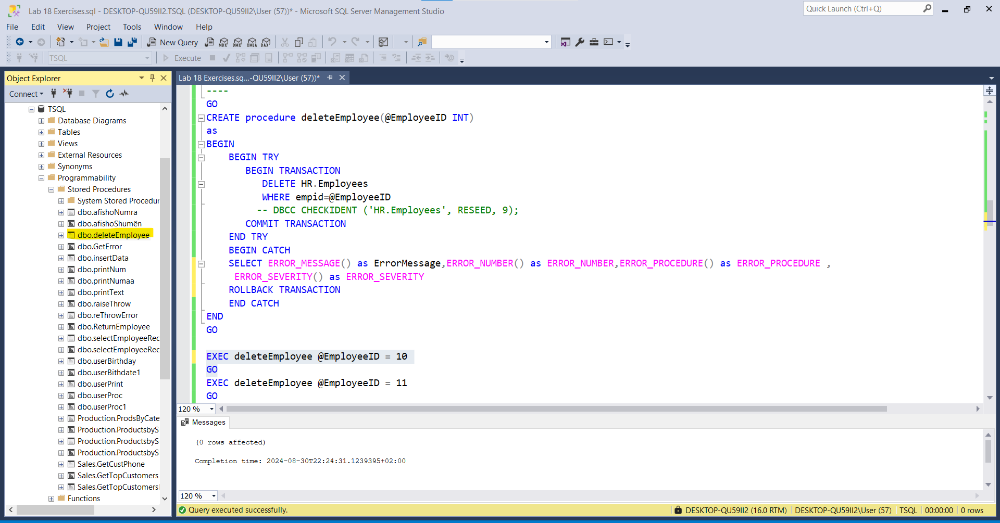 Lab 18 Exercises.sql - DESKTOP-QU59II2.TSQL (DESKTOP-QU59II2\User (57))* - Microsoft SQL Server Management Studio
Quick Launch (Ctrl+Q)
File Edit View Project Tools Window Help
New Query MDX DMX XMLA DAX
TSQL Execute
Object Explorer
Connect
TSQL
Database Diagrams
Tables
Views
External Resources
Synonyms
Programmability
Stored Procedures
System Stored Procedur
dbo.afishoNumra
dbo.afishoShumën
dbo.deleteEmployee
dbo.GetError
dbo.insertData
dbo.printNum
dbo.printNumaa
dbo.printText
dbo.raiseThrow
dbo.reThrowError
dbo.ReturnEmployee
dbo.selectEmployeeRec
dbo.selectEmployeeRec
dbo.userBirthday
dbo.userBithdate1
dbo.userPrint
dbo.userProc
dbo.userProc1
Production.ProdsByCate
Production.ProductsbyS
Production.ProductsbyS
Production.ProductsbyS
Sales.GetCustPhone
Sales.GetTopCustomers
Sales.GetTopCustomersI
Functions
Lab 18 Exercises.sq...-QU59II2\User (57))*
----
GO
CREATE procedure deleteEmployee(@EmployeeID INT)
as
BEGIN
BEGIN TRY
BEGIN TRANSACTION
DELETE HR.Employees
WHERE empid=@EmployeeID
-- DBCC CHECKIDENT ('HR.Employees', RESEED, 9);
COMMIT TRANSACTION
END TRY
BEGIN CATCH
SELECT ERROR_MESSAGE() as ErrorMessage,ERROR_NUMBER() as ERROR_NUMBER,ERROR_PROCEDURE() as ERROR_PROCEDURE ,
ERROR_SEVERITY() as ERROR_SEVERITY
ROLLBACK TRANSACTION
END CATCH
END
GO
EXEC deleteEmployee @EmployeeID = 10
GO
EXEC deleteEmployee @EmployeeID = 11
GO
120 %
Messages
(0 rows affected)
Completion time: 2024-08-30T22:24:31.1239395+02:00
120 %
Query executed successfully.
DESKTOP-QU59II2 (16.0 RTM) DESKTOP-QU59II2\User (57) TSQL 00:00:00 0 rows